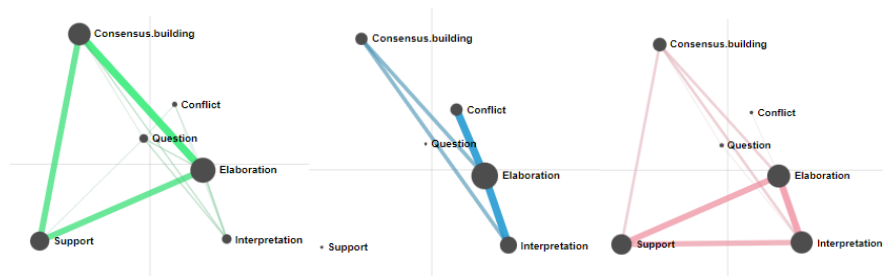 Consensus.building
Conflict
Question
Elaboration
Support
Interpretation
Consensus.building
Conflict
Question
Elaboration
Support
Interpretation
Consensus.building
Conflict
Question
Elaboration
Support
Interpretation